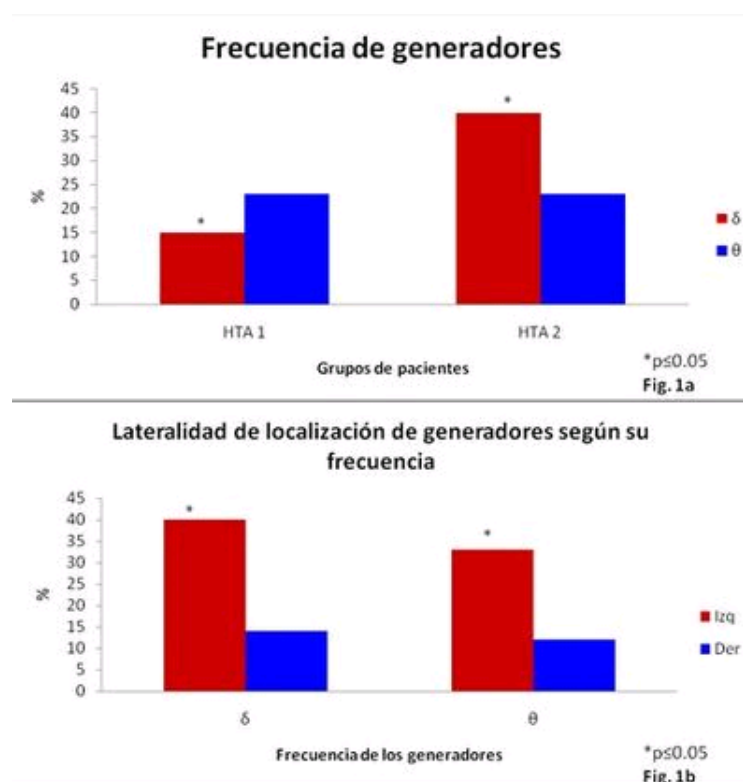 Frecuencia de generadores
45
40
35
30
25
20
15
10
5
0
%
*
*
δ
θ
HTA 1
HTA 2
Grupos de pacientes
*p≤0.05
Fig. 1a
Lateralidad de localización de generadores según su
frecuencia
45
40
35
30
25
20
15
10
5
0
%
*
*
Izq
Der
δ
θ
Frecuencia de los generadores
*p≤0.05
Fig. 1b